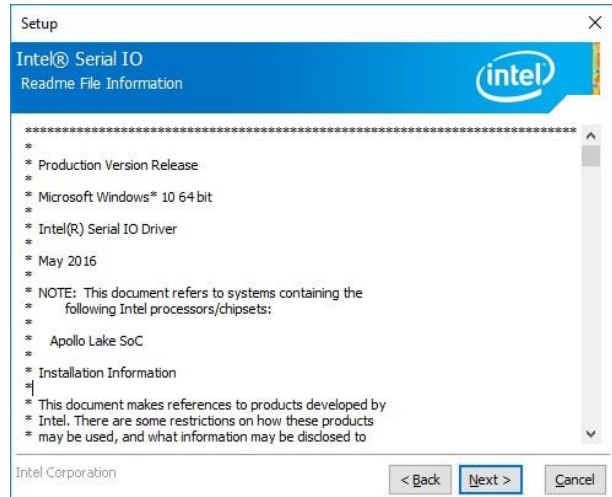 Setup
Intel® Serial IO
Readme File Information
intel
*******************************************************************************
*
* Production Version Release
*
* Microsoft Windows* 10 64 bit
*
* Intel(R) Serial IO Driver
*
* May 2016
*
* NOTE:  This document refers to systems containing the
*        following Intel processors/chipsets:
*
*    Apollo Lake SoC
*
* Installation Information
*
* This document makes references to products developed by
* Intel. There are some restrictions on how these products
* may be used, and what information may be disclosed to
Intel Corporation
< Back
Next >
Cancel